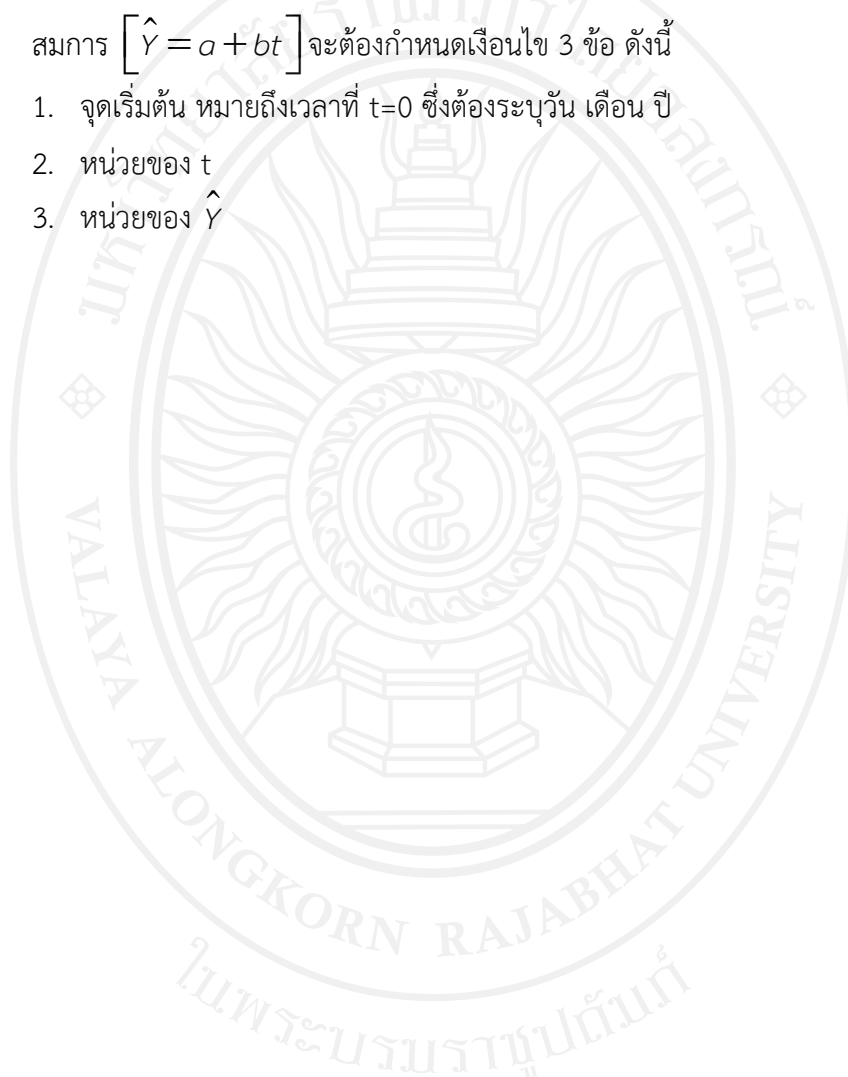 สมการ [Ŷ = a + bt] จะต้องกำหนดเงื่อนไข 3 ข้อ ดังนี้
1. จุดเริ่มต้น หมายถึงเวลาที่ t=0 ซึ่งต้องระบุวัน เดือน ปี
2. หน่วยของ t
3. หน่วยของ Ŷ
VALAYA ALONGKORN RAJABHAT UNIVERSITY
ในพระบรมราชูปถัมภ์